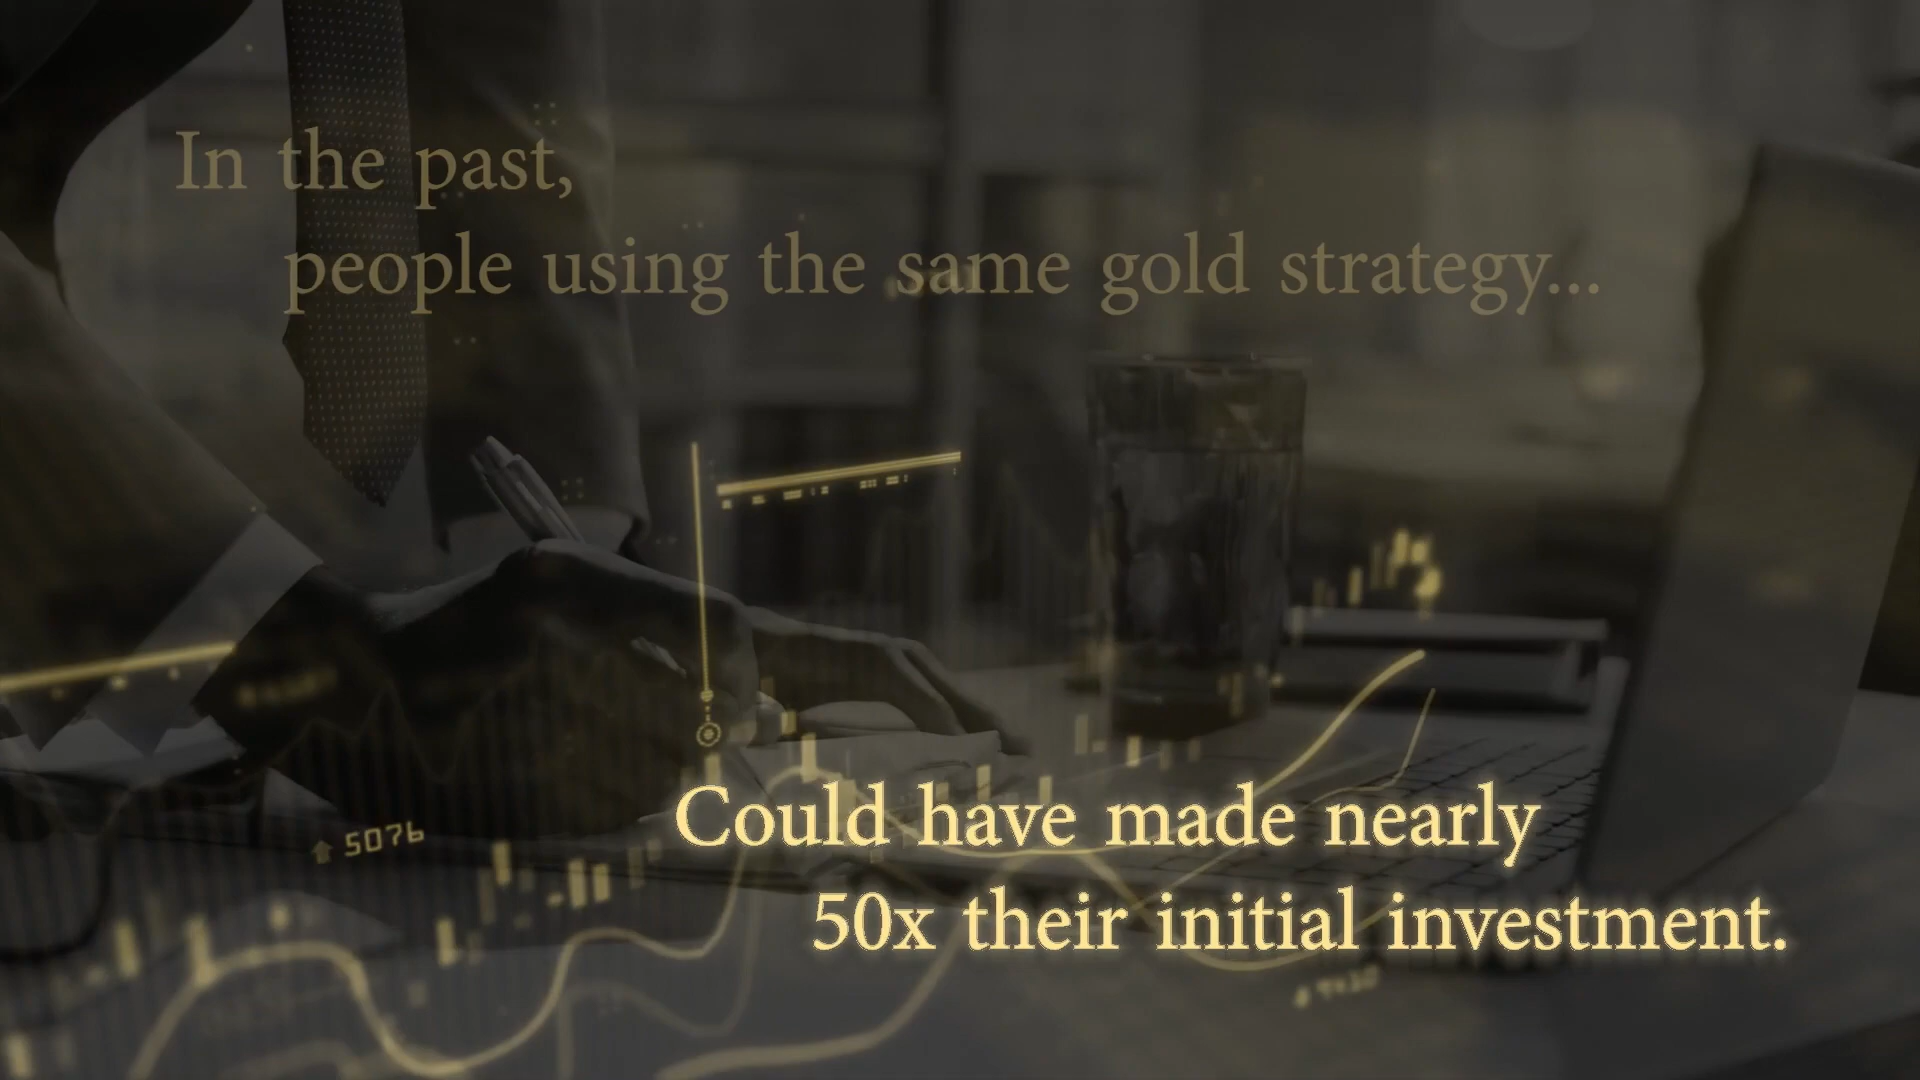 In the past,
people using the same gold strategy...
5076
Could have made nearly
50x their initial investment.